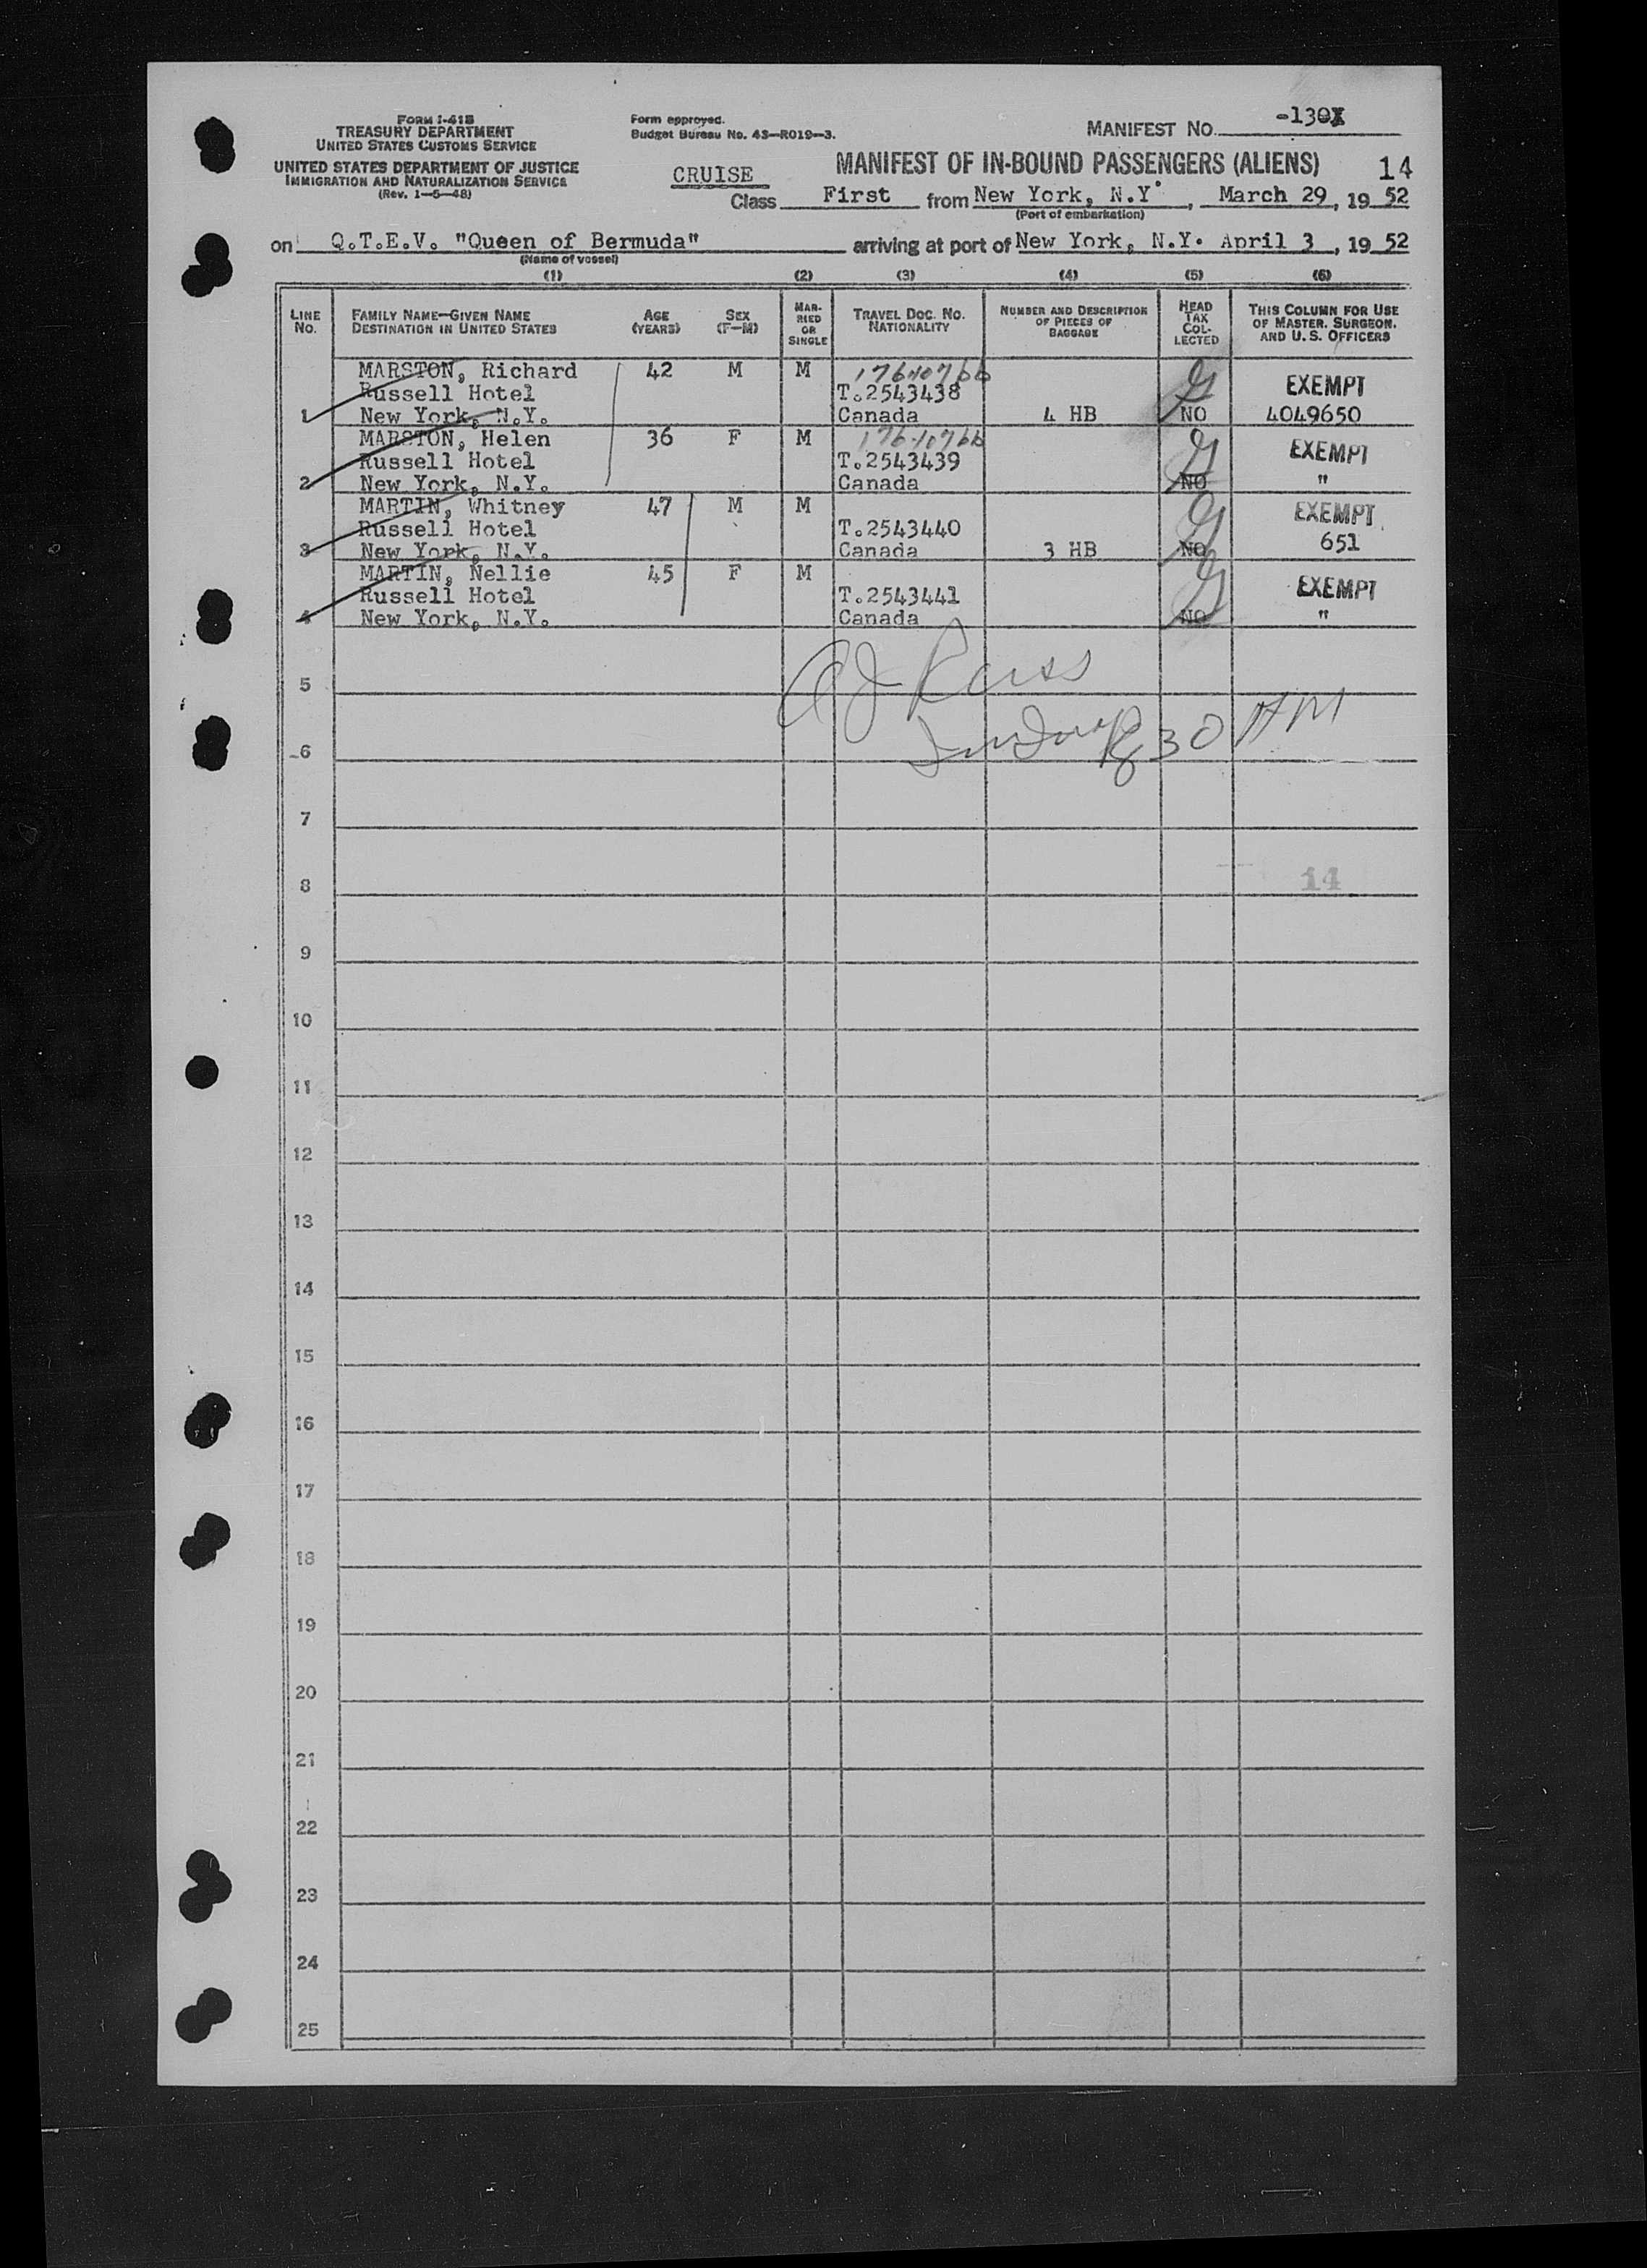 FORM I-418
TREASURY DEPARTMENT
UNITED STATES CUSTOMS SERVICE
UNITED STATES DEPARTMENT OF JUSTICE
IMMIGRATION AND NATURALIZATION SERVICE
(Rev. 1-5-48)
Form approved.
Budget Bureau No. 43-R019-3.
MANIFEST NO. -130
CRUISE
MANIFEST OF IN-BOUND PASSENGERS (ALIENS) 14
Class First from New York, N.Y. , March 29, 19 52
(Port of embarkation)
on Q.T.E.V. "Queen of Bermuda" arriving at port of New York, N.Y. April 3, 19 52
(Name of vessel)
(1) (2) (3) (4) (5) (6)
LINE No. FAMILY NAME—GIVEN NAME DESTINATION IN UNITED STATES AGE (YEARS) SEX (F-M) MARRIED OR SINGLE TRAVEL DOC. NO. NATIONALITY NUMBER AND DESCRIPTION OF PIECES OF BAGGAGE HEAD TAX COLLECTED THIS COLUMN FOR USE OF MASTER, SURGEON, AND U.S. OFFICERS
MARSTON, Richard 42 M M
Russell Hotel T.2543438 EXEMPT
1 New York, N.Y. Canada 4 HB NO 4049650
MARSTON, Helen 36 F M
Russell Hotel T.2543439 EXEMPT
2 New York, N.Y. Canada NO "
MARTIN, Whitney 47 M M EXEMPT
Russell Hotel T.2543440
3 New York, N.Y. Canada 3 HB NO 651
MARTIN, Nellie 45 F M
Russell Hotel T.2543441 EXEMPT
4 New York, N.Y. Canada NO "
5
6
30 AM
7
8 14
9
10
11
12
13
14
15
16
17
18
19
20
21
22
23
24
25